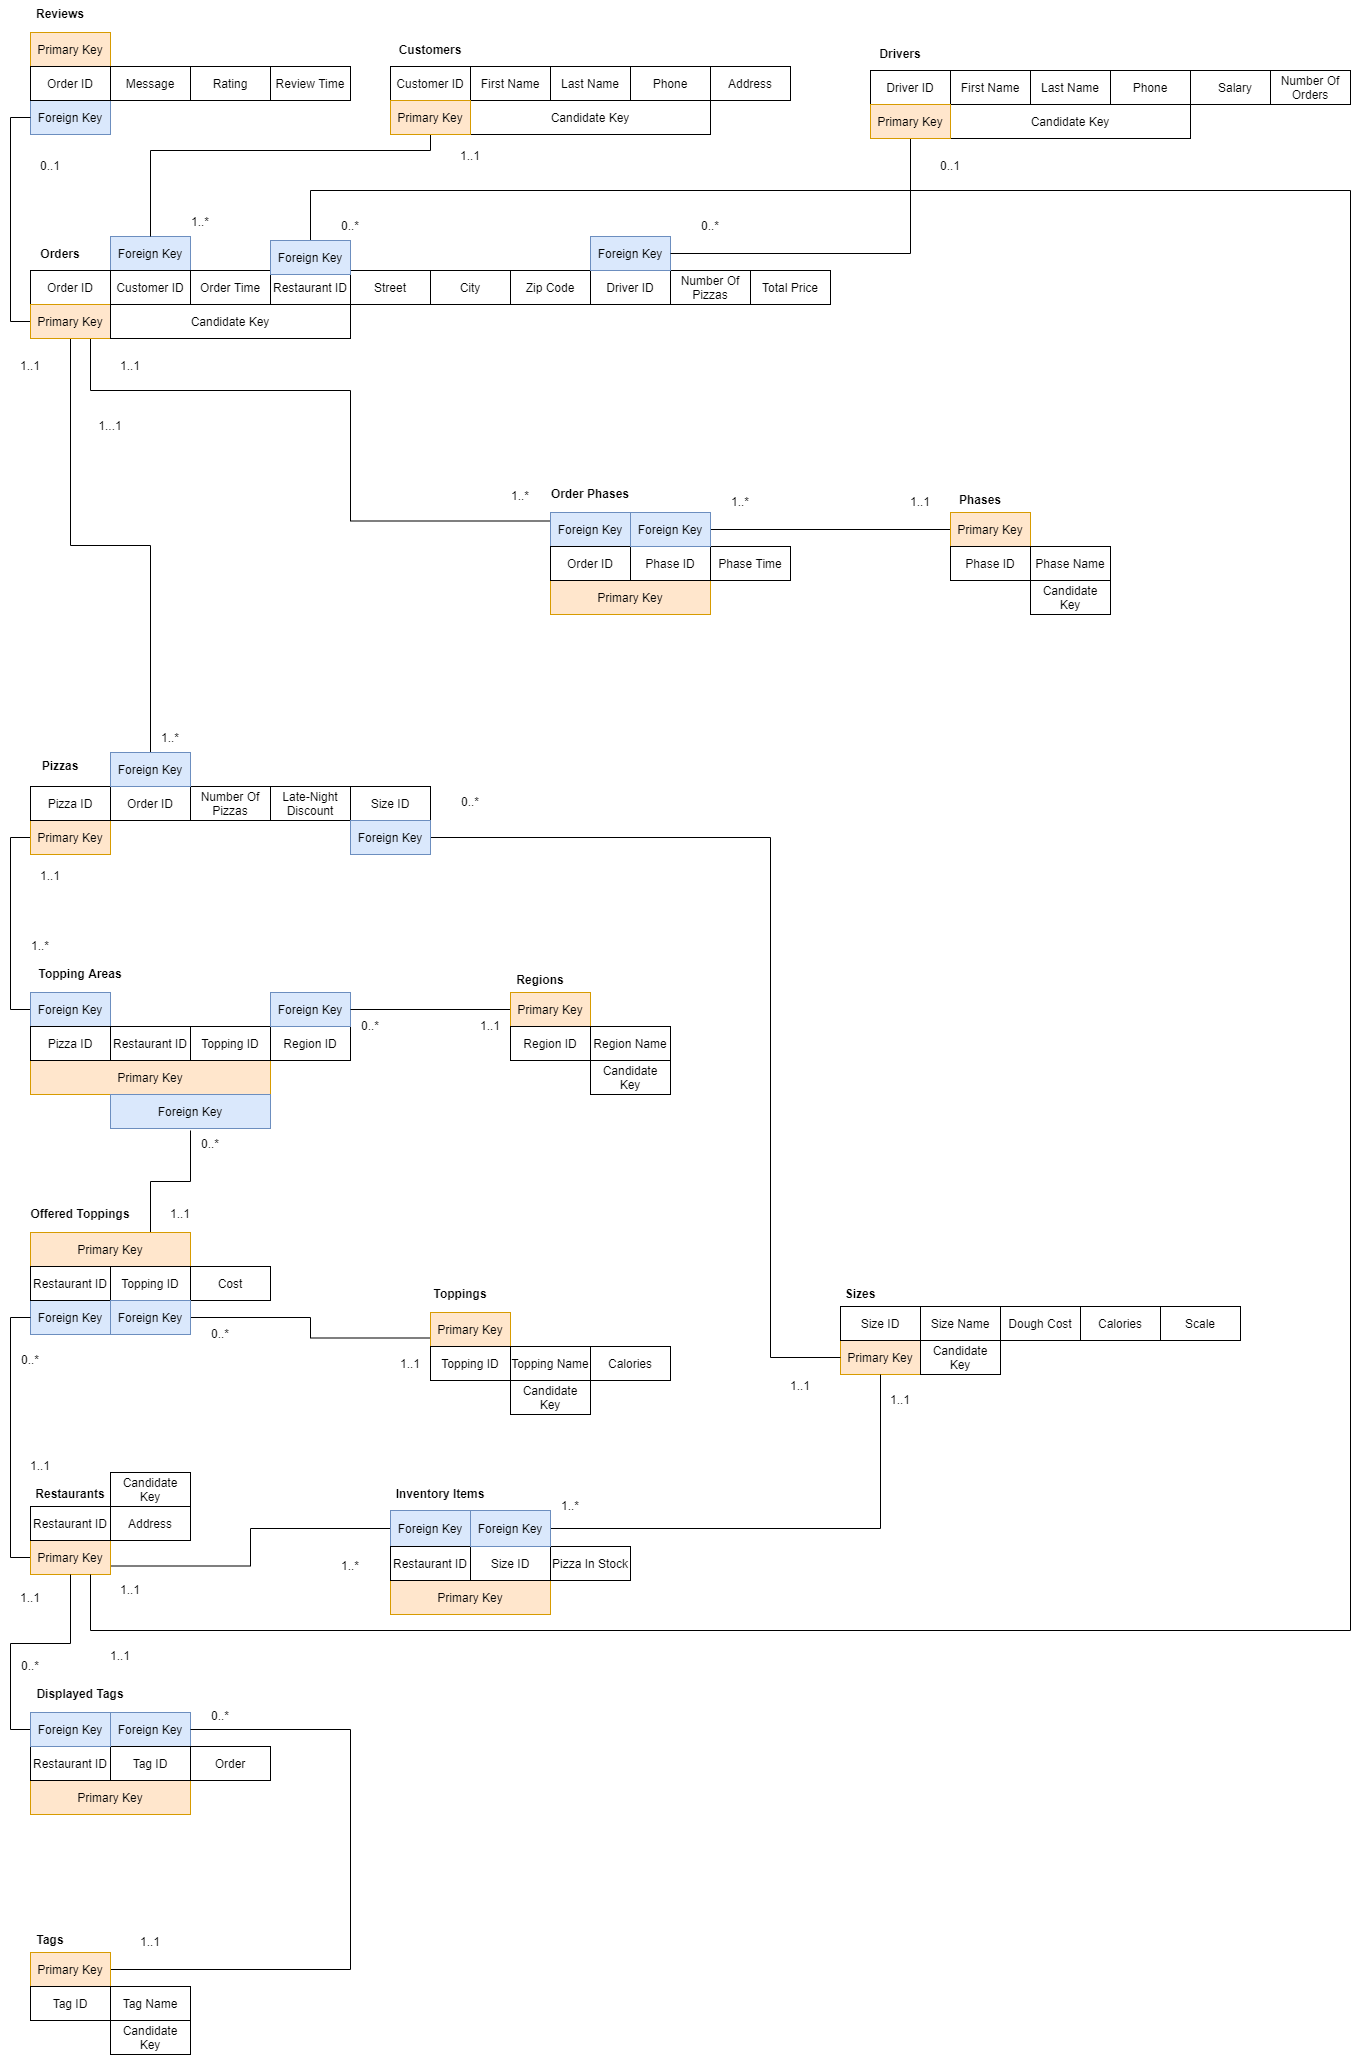 Reviews
Primary Key
Order ID Message Rating Review Time
Foreign Key
0..1
Customers
Customer ID First Name Last Name Phone Address
Primary Key Candidate Key
1..1
Drivers
Driver ID First Name Last Name Phone Salary Number Of
Orders
Primary Key Candidate Key
0..1
1..*
0..*
0..*
Orders
Foreign Key Foreign Key Foreign Key
Order ID Customer ID Order Time Restaurant ID Street City Zip Code Driver ID Number Of
Pizzas Total Price
Primary Key Candidate Key
1..1
1..1
1...1
1..*
Order Phases
1..*
1..1
Phases
Foreign Key Foreign Key
Order ID Phase ID Phase Time
Primary Key
Primary Key
Phase ID Phase Name
Candidate
Key
1..*
Pizzas
Foreign Key
Pizza ID Order ID Number Of
Pizzas Late-Night
Discount Size ID
0..*
Primary Key Foreign Key
1..1
1..*
Topping Areas
Foreign Key Foreign Key
Pizza ID Restaurant ID Topping ID Region ID
Primary Key
Foreign Key
0..*
1..1
Regions
Primary Key
Region ID Region Name
Candidate
Key
0..*
1..1
Offered Toppings
Primary Key
Restaurant ID Topping ID Cost
Foreign Key Foreign Key
0..*
0..*
1..1
Toppings
Primary Key
Topping ID Topping Name Calories
Candidate
Key
Sizes
Size ID Size Name Dough Cost Calories Scale
Primary Key Candidate
Key
1..1
1..1
1..1
Restaurants
Candidate
Key
Restaurant ID Address
Primary Key
1..1
1..1
1..1
Inventory Items
1..*
Foreign Key Foreign Key
Restaurant ID Size ID Pizza In Stock
Primary Key
1..*
0..*
Displayed Tags
0..*
Foreign Key Foreign Key
Restaurant ID Tag ID Order
Primary Key
Tags
1..1
Primary Key
Tag ID Tag Name
Candidate
Key